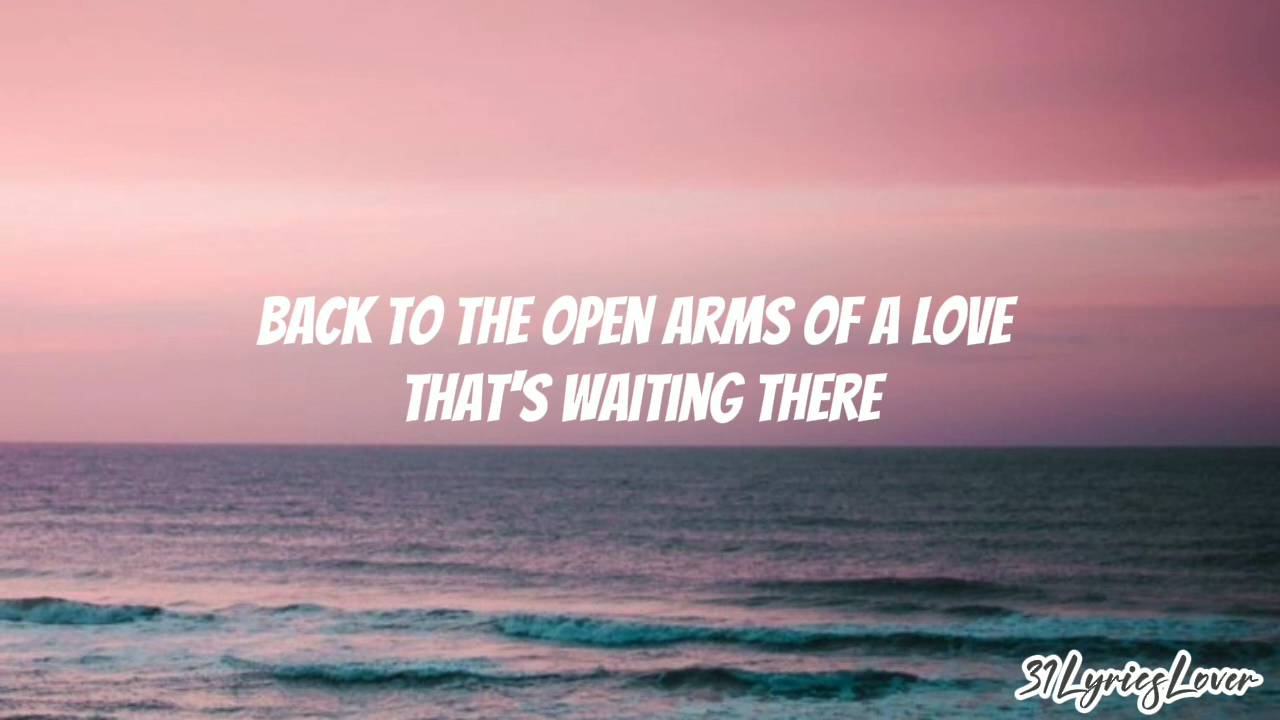 BACK TO THE OPEN ARMS OF A LOVE
THAT'S WAITING THERE
31LyricsLover